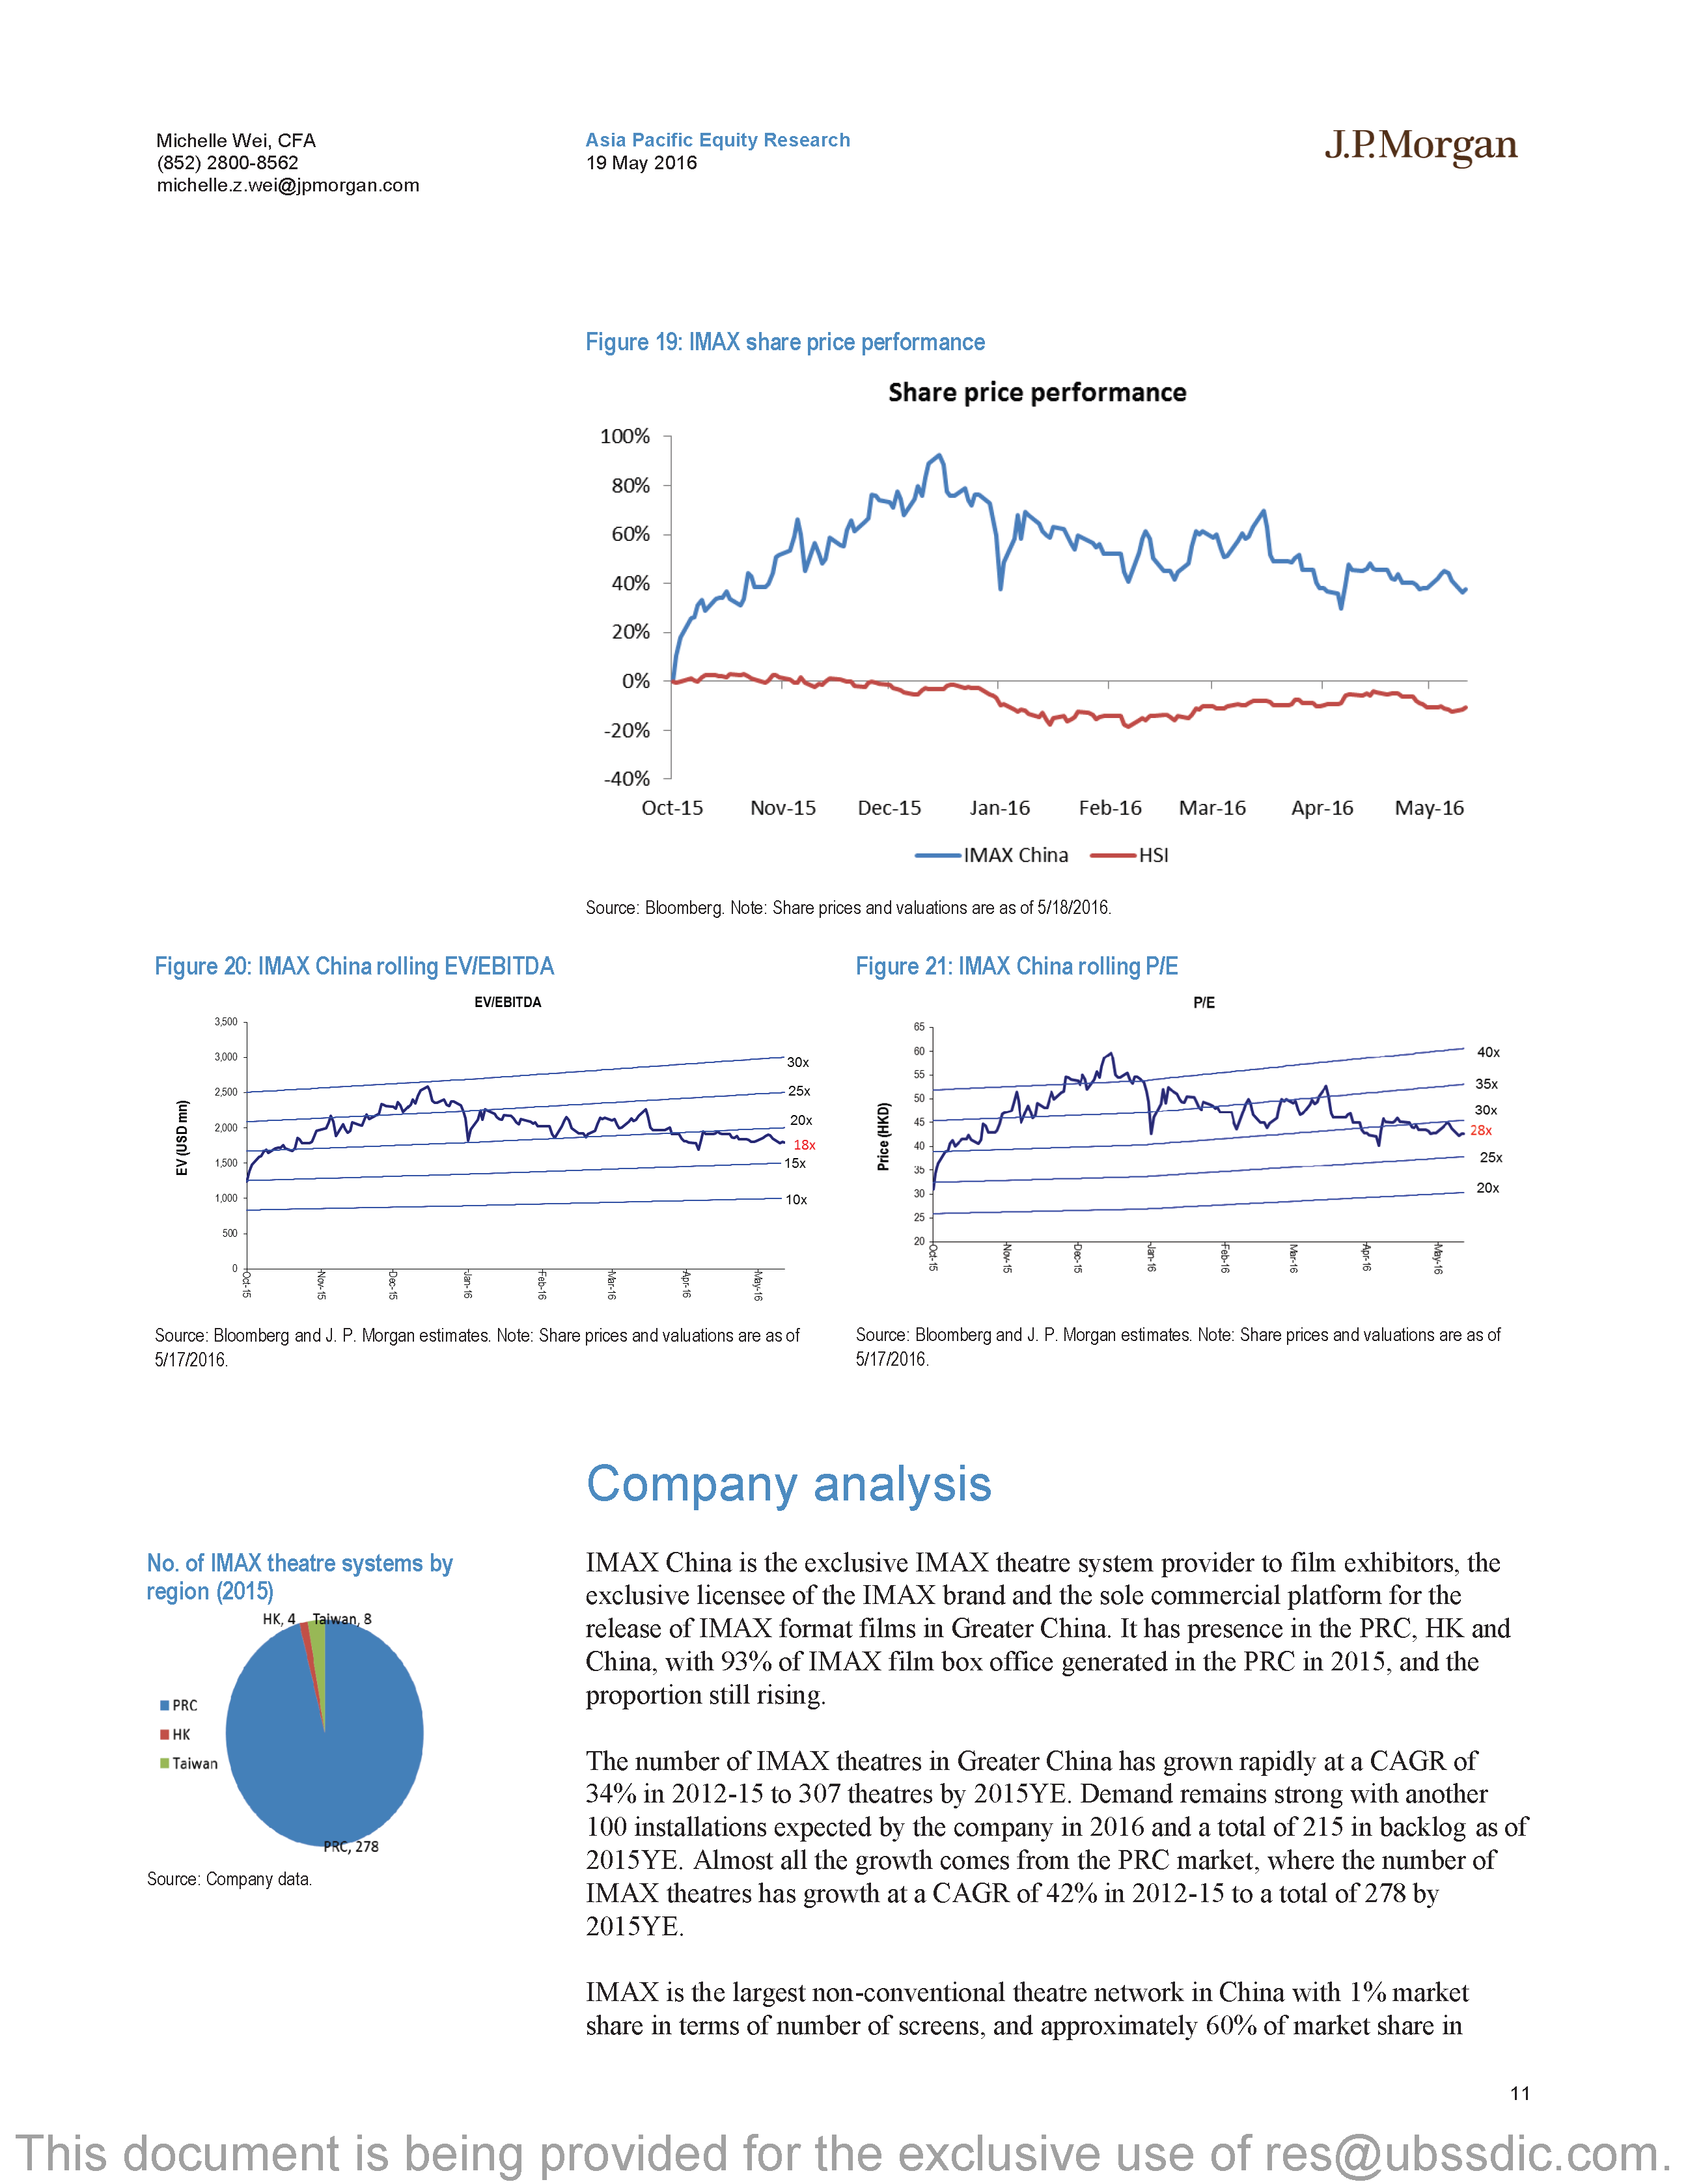 Michelle Wei, CFA
(852) 2800-8562
michelle.z.wei@jpmorgan.com
Asia Pacific Equity Research
19 May 2016
J.P.Morgan
Figure 19: IMAX share price performance
Share price performance
100%
80%
60%
40%
20%
0%
-20%
-40%
Oct-15 Nov-15 Dec-15 Jan-16 Feb-16 Mar-16 Apr-16 May-16
IMAX China HSI
Source: Bloomberg. Note: Share prices and valuations are as of 5/18/2016.
Figure 20: IMAX China rolling EV/EBITDA
EV/EBITDA
EV (USD mn)
3,500
3,000
2,500
2,000
1,500
1,000
500
0
30x
25x
20x
18x
15x
10x
Oct-15 Nov-15 Dec-15 Jan-16 Feb-16 Mar-16 Apr-16 May-16
Source: Bloomberg and J. P. Morgan estimates. Note: Share prices and valuations are as of
5/17/2016.
Figure 21: IMAX China rolling P/E
P/E
Price (HKD)
65
60
55
50
45
40
35
30
25
20
40x
35x
30x
28x
25x
20x
Oct-15 Nov-15 Dec-15 Jan-16 Feb-16 Mar-16 Apr-16 May-16
Source: Bloomberg and J. P. Morgan estimates. Note: Share prices and valuations are as of
5/17/2016.
Company analysis
No. of IMAX theatre systems by
region (2015)
HK, 4 Taiwan, 8
PRC
HK
Taiwan
PRC, 278
Source: Company data.
IMAX China is the exclusive IMAX theatre system provider to film exhibitors, the
exclusive licensee of the IMAX brand and the sole commercial platform for the
release of IMAX format films in Greater China. It has presence in the PRC, HK and
China, with 93% of IMAX film box office generated in the PRC in 2015, and the
proportion still rising.
The number of IMAX theatres in Greater China has grown rapidly at a CAGR of
34% in 2012-15 to 307 theatres by 2015YE. Demand remains strong with another
100 installations expected by the company in 2016 and a total of 215 in backlog as of
2015YE. Almost all the growth comes from the PRC market, where the number of
IMAX theatres has growth at a CAGR of 42% in 2012-15 to a total of 278 by
2015YE.
IMAX is the largest non-conventional theatre network in China with 1% market
share in terms of number of screens, and approximately 60% of market share in
11
This document is being provided for the exclusive use of res@ubssdic.com.